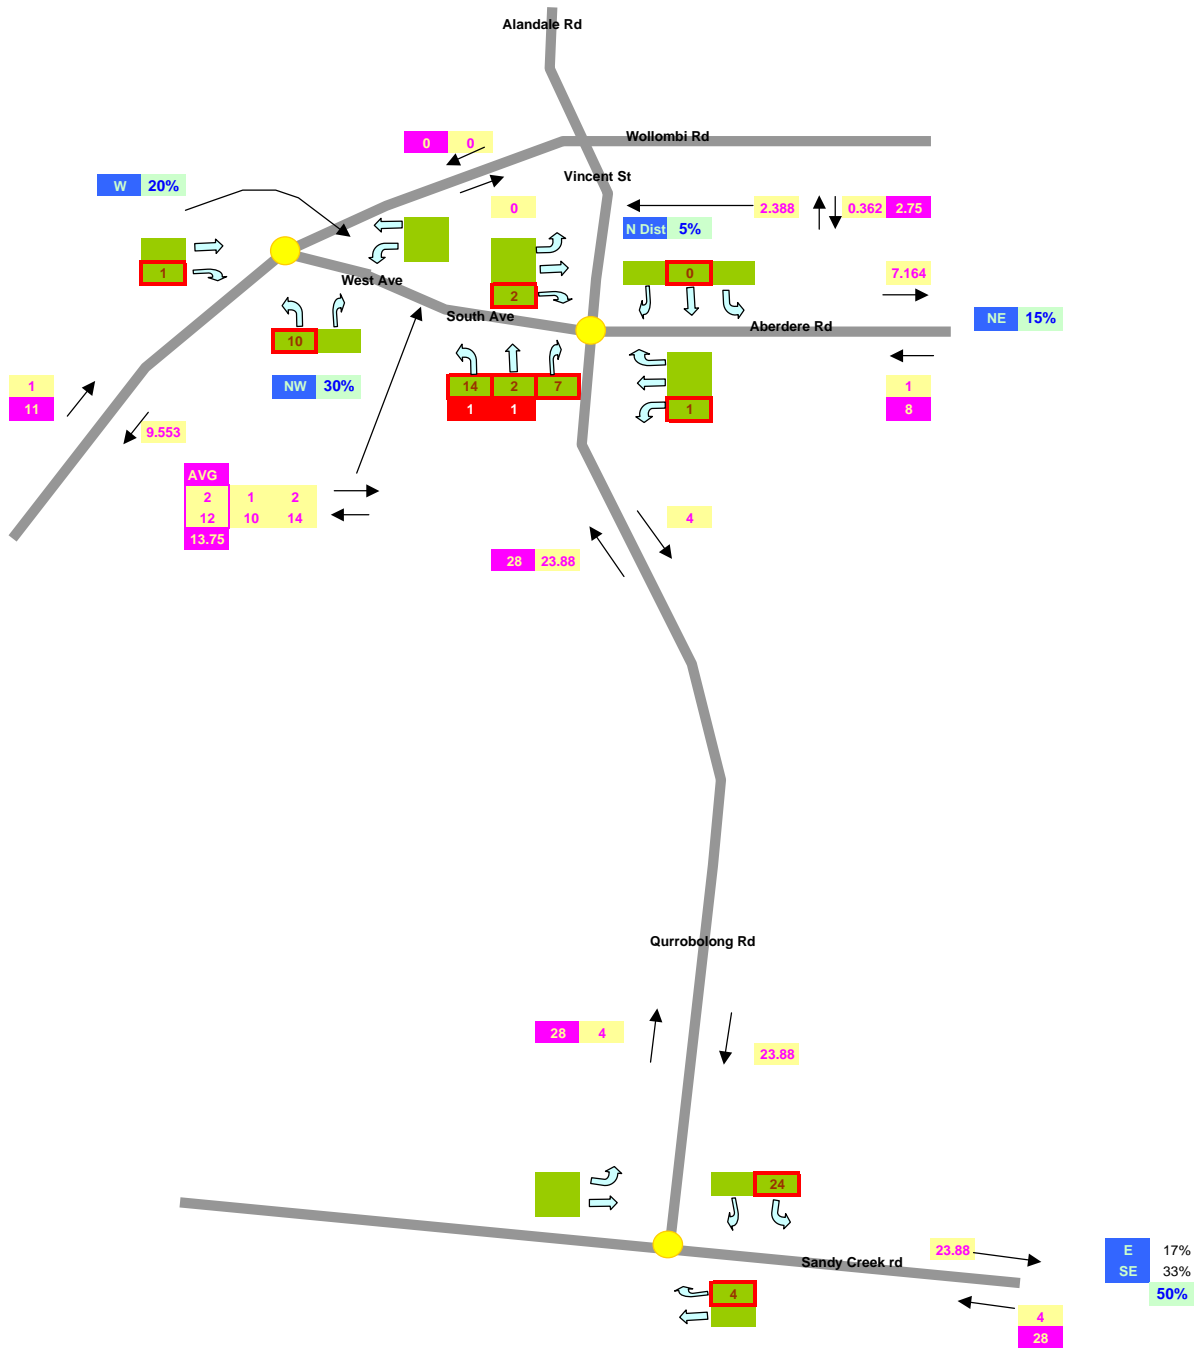 Alandale Rd
Wollombi Rd
0 0
Vincent St
W 20%
0
2.388
0.362 2.75
N Dist 5%
1
0
7.164
West Ave
2
South Ave
Aberdere Rd
NE 15%
10
NW 30%
14 2 7
1 1
1
1
11
1
8
9.553
AVG
2 1 2
12 10 14
13.75
4
28 23.88
Qurrobolong Rd
28 4
23.88
24
23.88
Sandy Creek rd
E 17%
SE 33%
50%
4
4
28